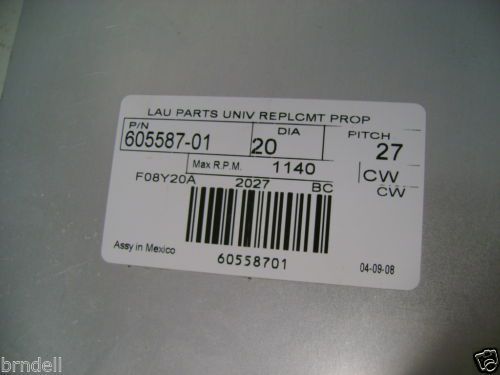 LAU PARTS UNIV REPLCMT PROP
P/N DIA PITCH
605587-01 20 27
Max R.P.M. 1140 CW
F08Y20A 2027 BC CW
Assy in Mexico 60558701 04-09-08
brndell